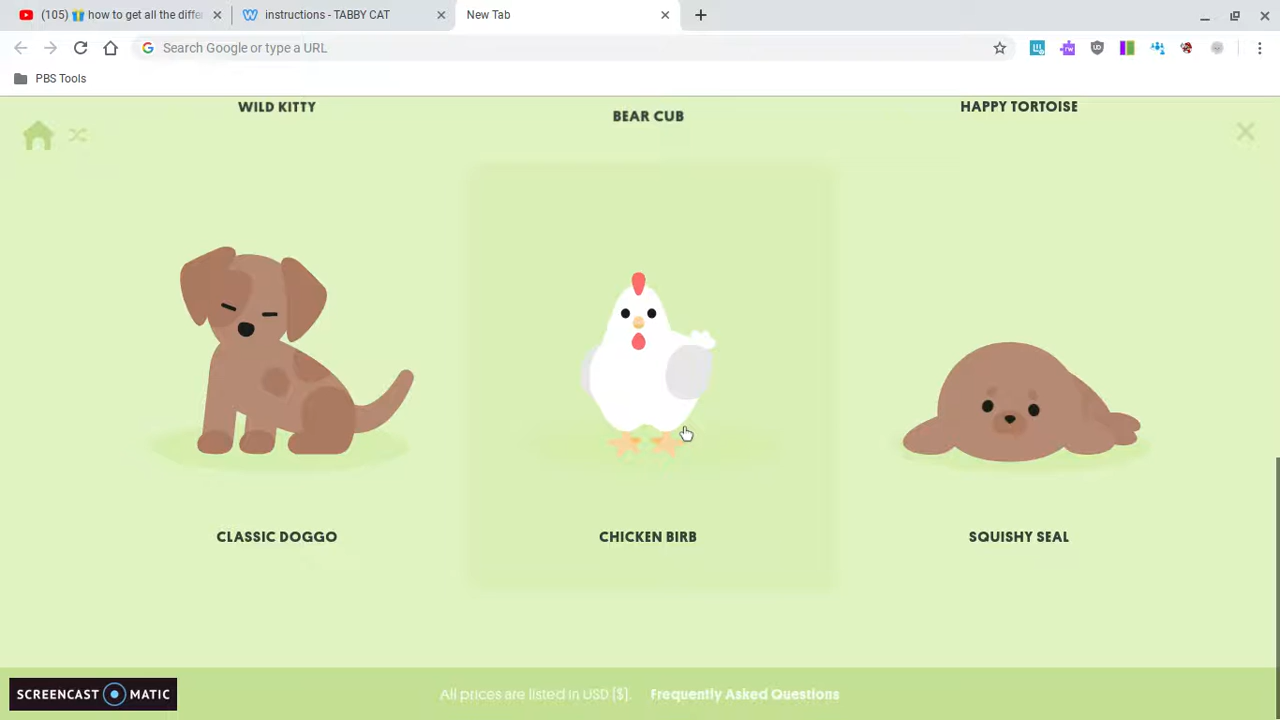 (105) 🎁 how to get all the differ
instructions - TABBY CAT
New Tab
Search Google or type a URL
PBS Tools
WILD KITTY
BEAR CUB
HAPPY TORTOISE
CLASSIC DOGGO
CHICKEN BIRB
SQUISHY SEAL
SCREENCAST MATIC
All prices are listed in USD ($). Frequently Asked Questions